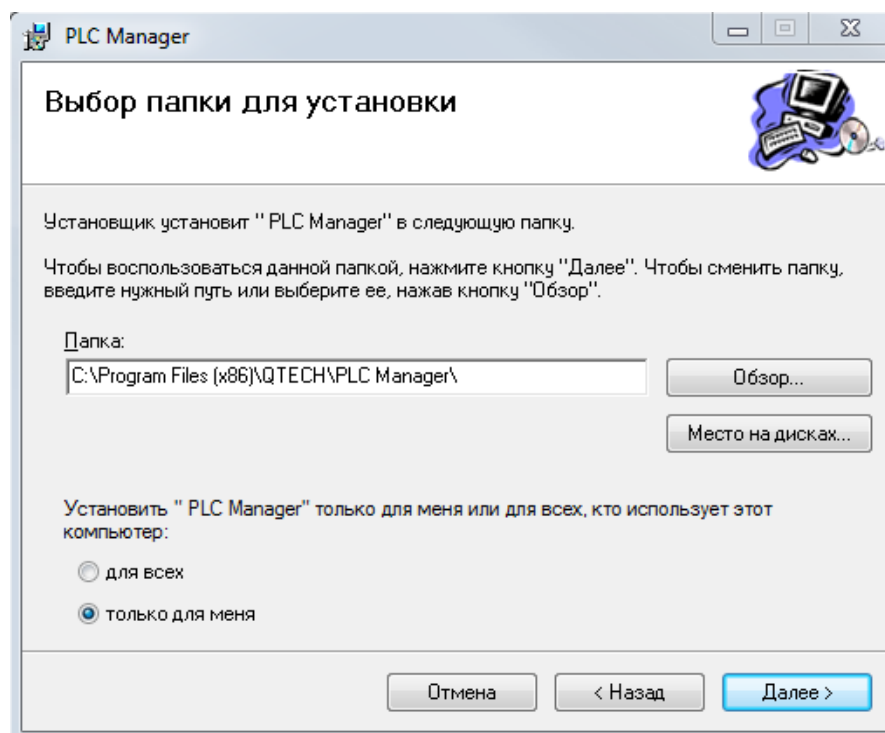 PLC Manager
Выбор папки для установки
Установщик установит " PLC Manager" в следующую папку.
Чтобы воспользоваться данной папкой, нажмите кнопку "Далее". Чтобы сменить папку,
введите нужный путь или выберите ее, нажав кнопку "Обзор".
Папка:
C:\Program Files (x86)\QTECH\PLC Manager\
Обзор...
Место на дисках...
Установить " PLC Manager" только для меня или для всех, кто использует этот
компьютер:
для всех
только для меня
Отмена
< Назад
Далее >